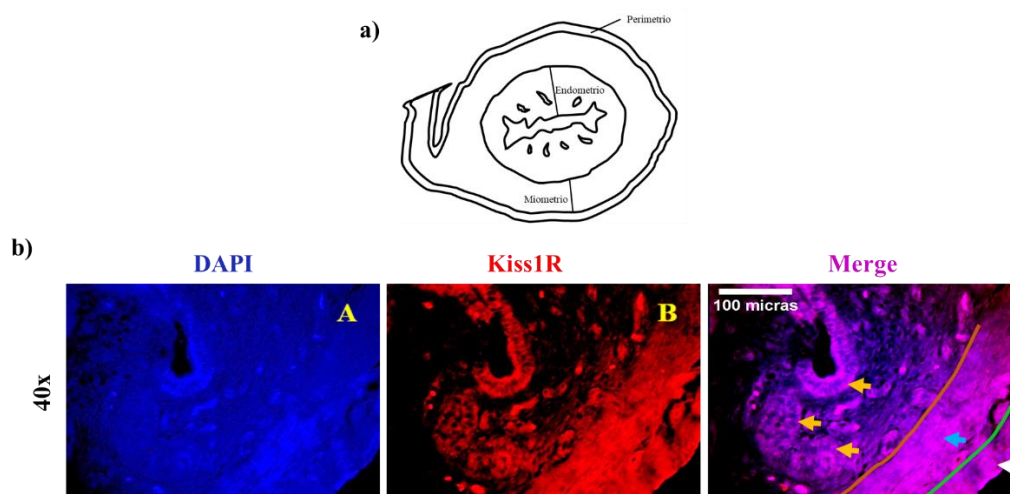 a)
Perimetrio
Endometrio
Miometrio
b)
DAPI
Kiss1R
Merge
40x
A
B
100 micras